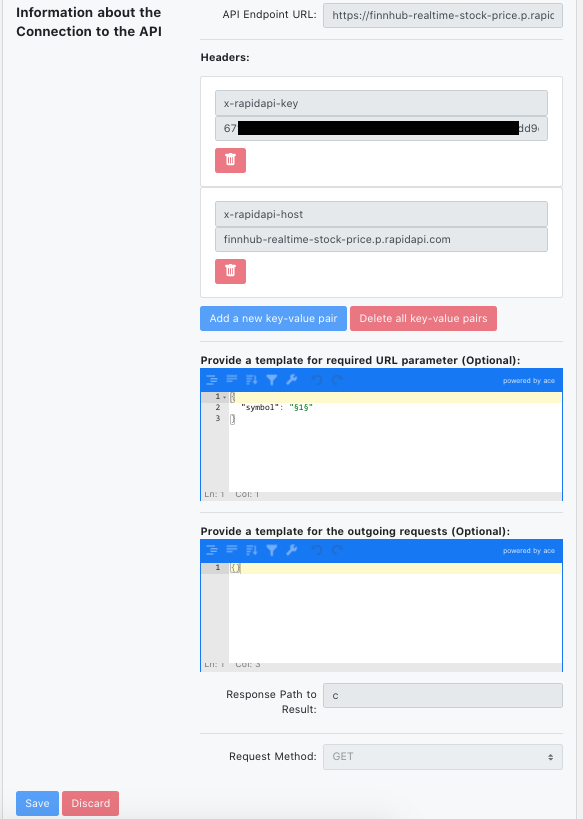 Information about the
Connection to the API
API Endpoint URL:
https://finnhub-realtime-stock-price.p.rapic
Headers:
x-rapidapi-key
67 dd9
x-rapidapi-host
finnhub-realtime-stock-price.p.rapidapi.com
Add a new key-value pair
Delete all key-value pairs
Provide a template for required URL parameter (Optional):
powered by ace
1 {
2 "symbol": "§1§"
3 }
Ln: 1 Col: 1
Provide a template for the outgoing requests (Optional):
powered by ace
1 {}
Ln: 1 Col: 3
Response Path to
Result:
c
Request Method:
GET
Save
Discard